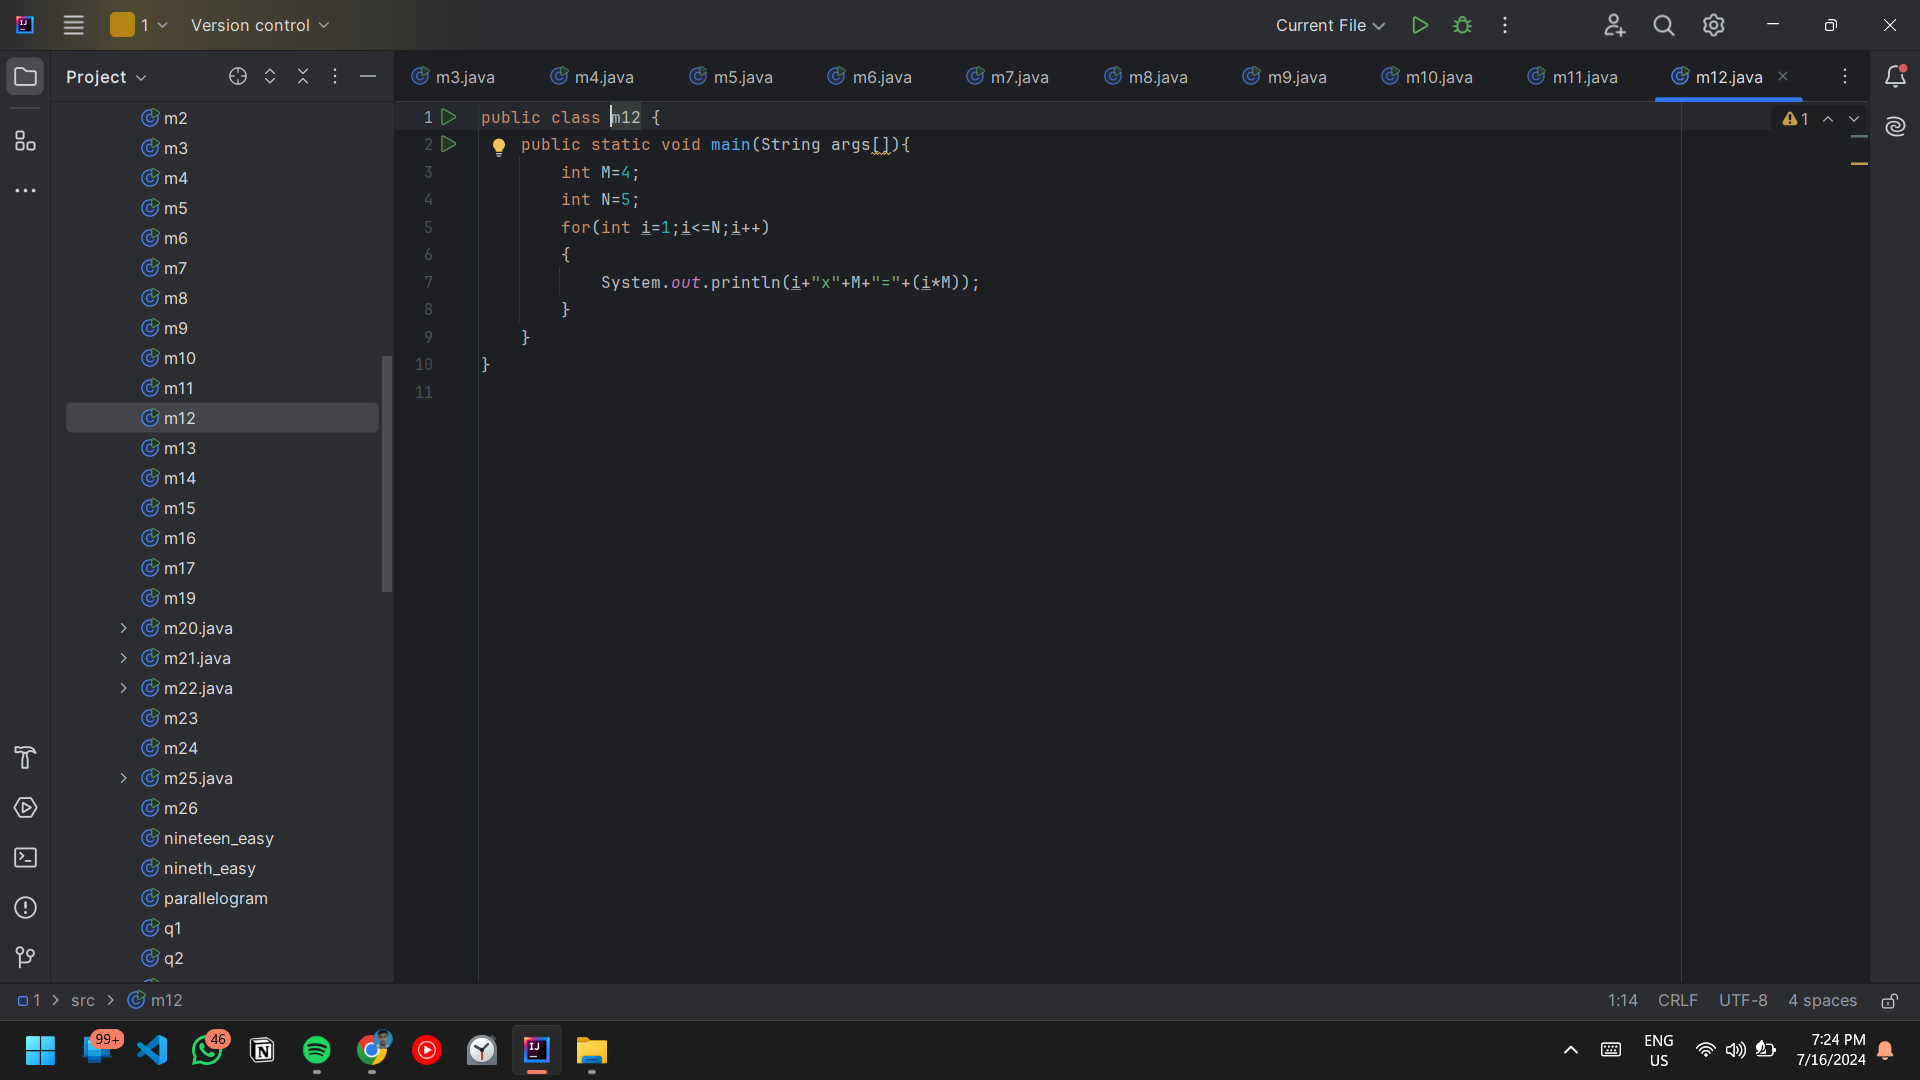 1 Version control Current File
Project
m3.java m4.java m5.java m6.java m7.java m8.java m9.java m10.java m11.java m12.java
m2
m3
m4
m5
m6
m7
m8
m9
m10
m11
m12
m13
m14
m15
m16
m17
m19
m20.java
m21.java
m22.java
m23
m24
m25.java
m26
nineteen_easy
nineth_easy
parallelogram
q1
q2
1 public class m12 { 1
2 public static void main(String args[]){
3 int M=4;
4 int N=5;
5 for(int i=1;i<=N;i++)
6 {
7 System.out.println(i+"x"+M+"="+(i*M));
8 }
9 }
10 }
11
1 > src > m12 1:14 CRLF UTF-8 4 spaces
99+ 46 ENG 7:24 PM
US 7/16/2024